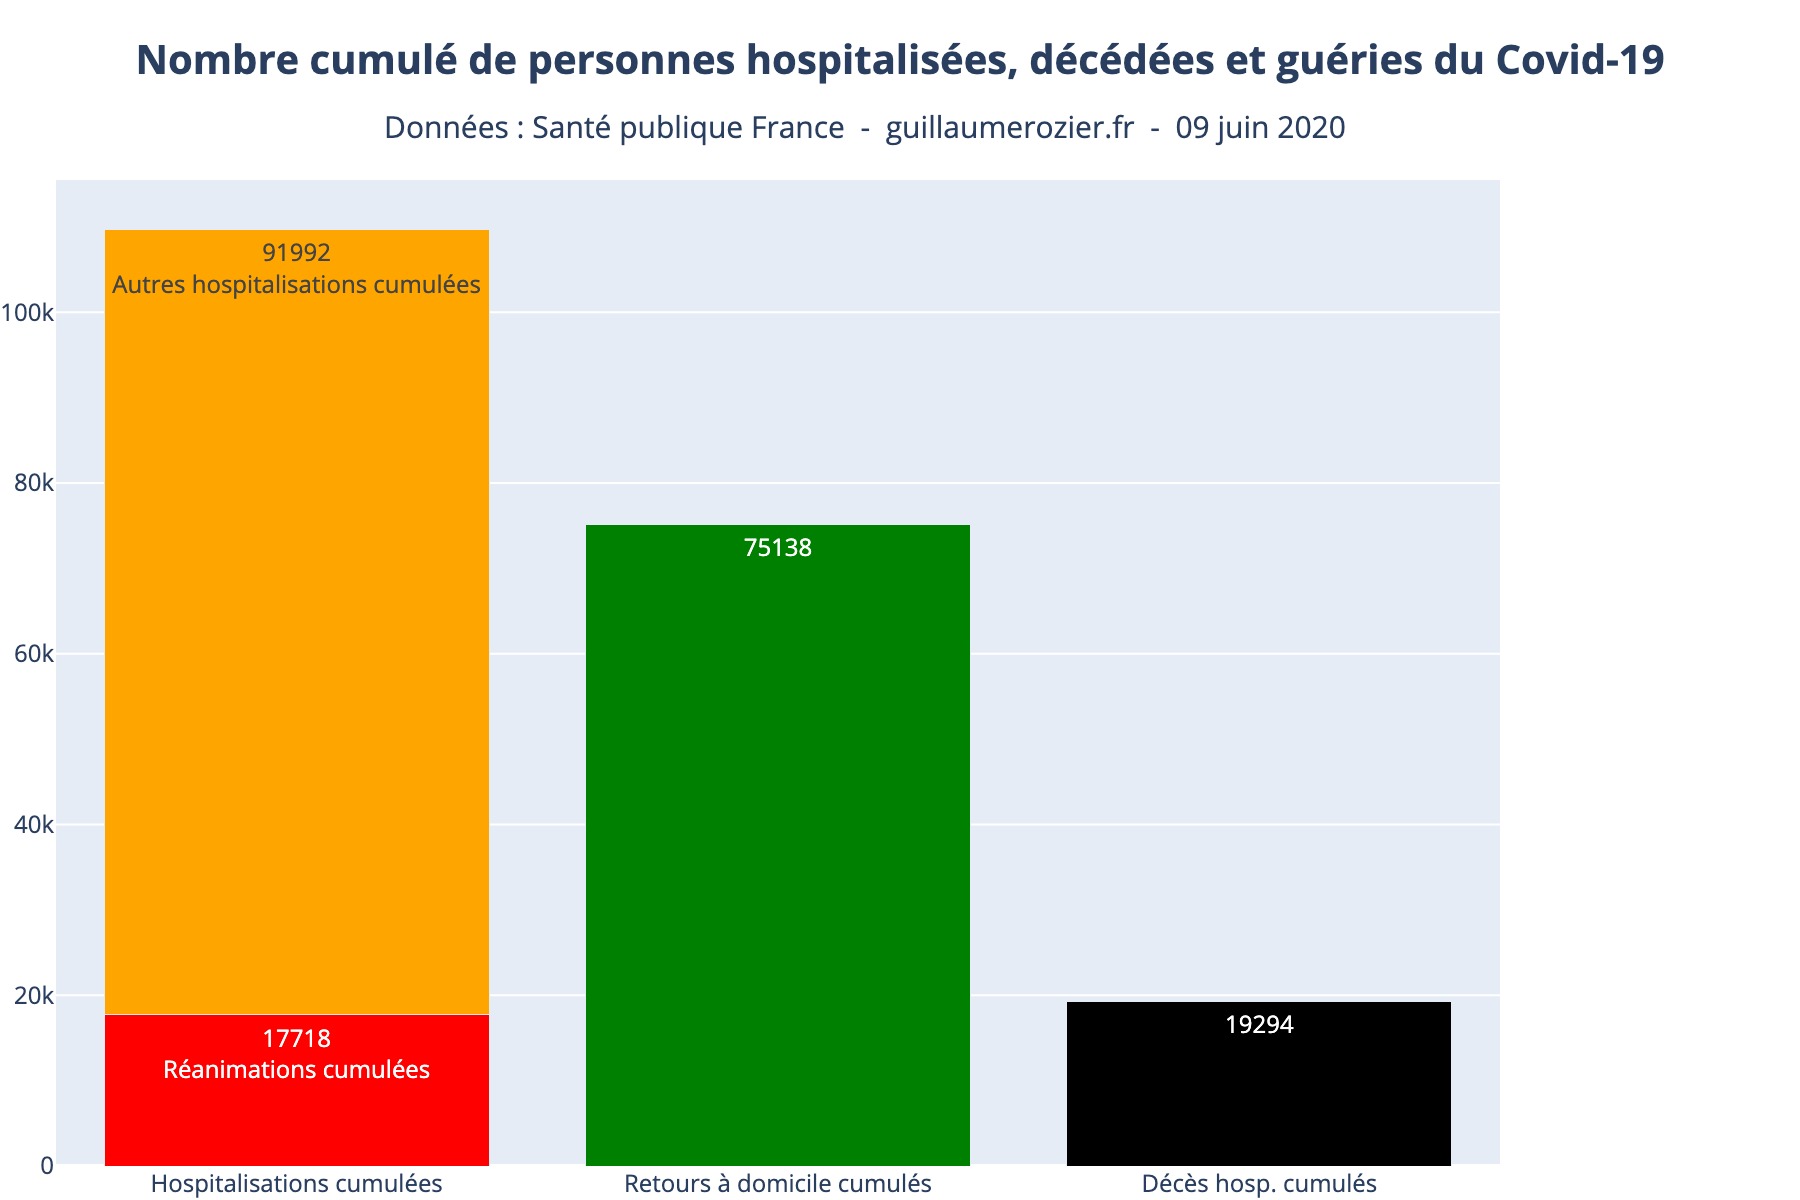 Nombre cumulé de personnes hospitalisées, décédées et guéries du Covid-19
Données : Santé publique France - guillaumerozier.fr - 09 juin 2020
91992
Autres hospitalisations cumulées
100k
80k
75138
60k
40k
20k
19294
17718
Réanimations cumulées
0
Hospitalisations cumulées
Retours à domicile cumulés
Décès hosp. cumulés